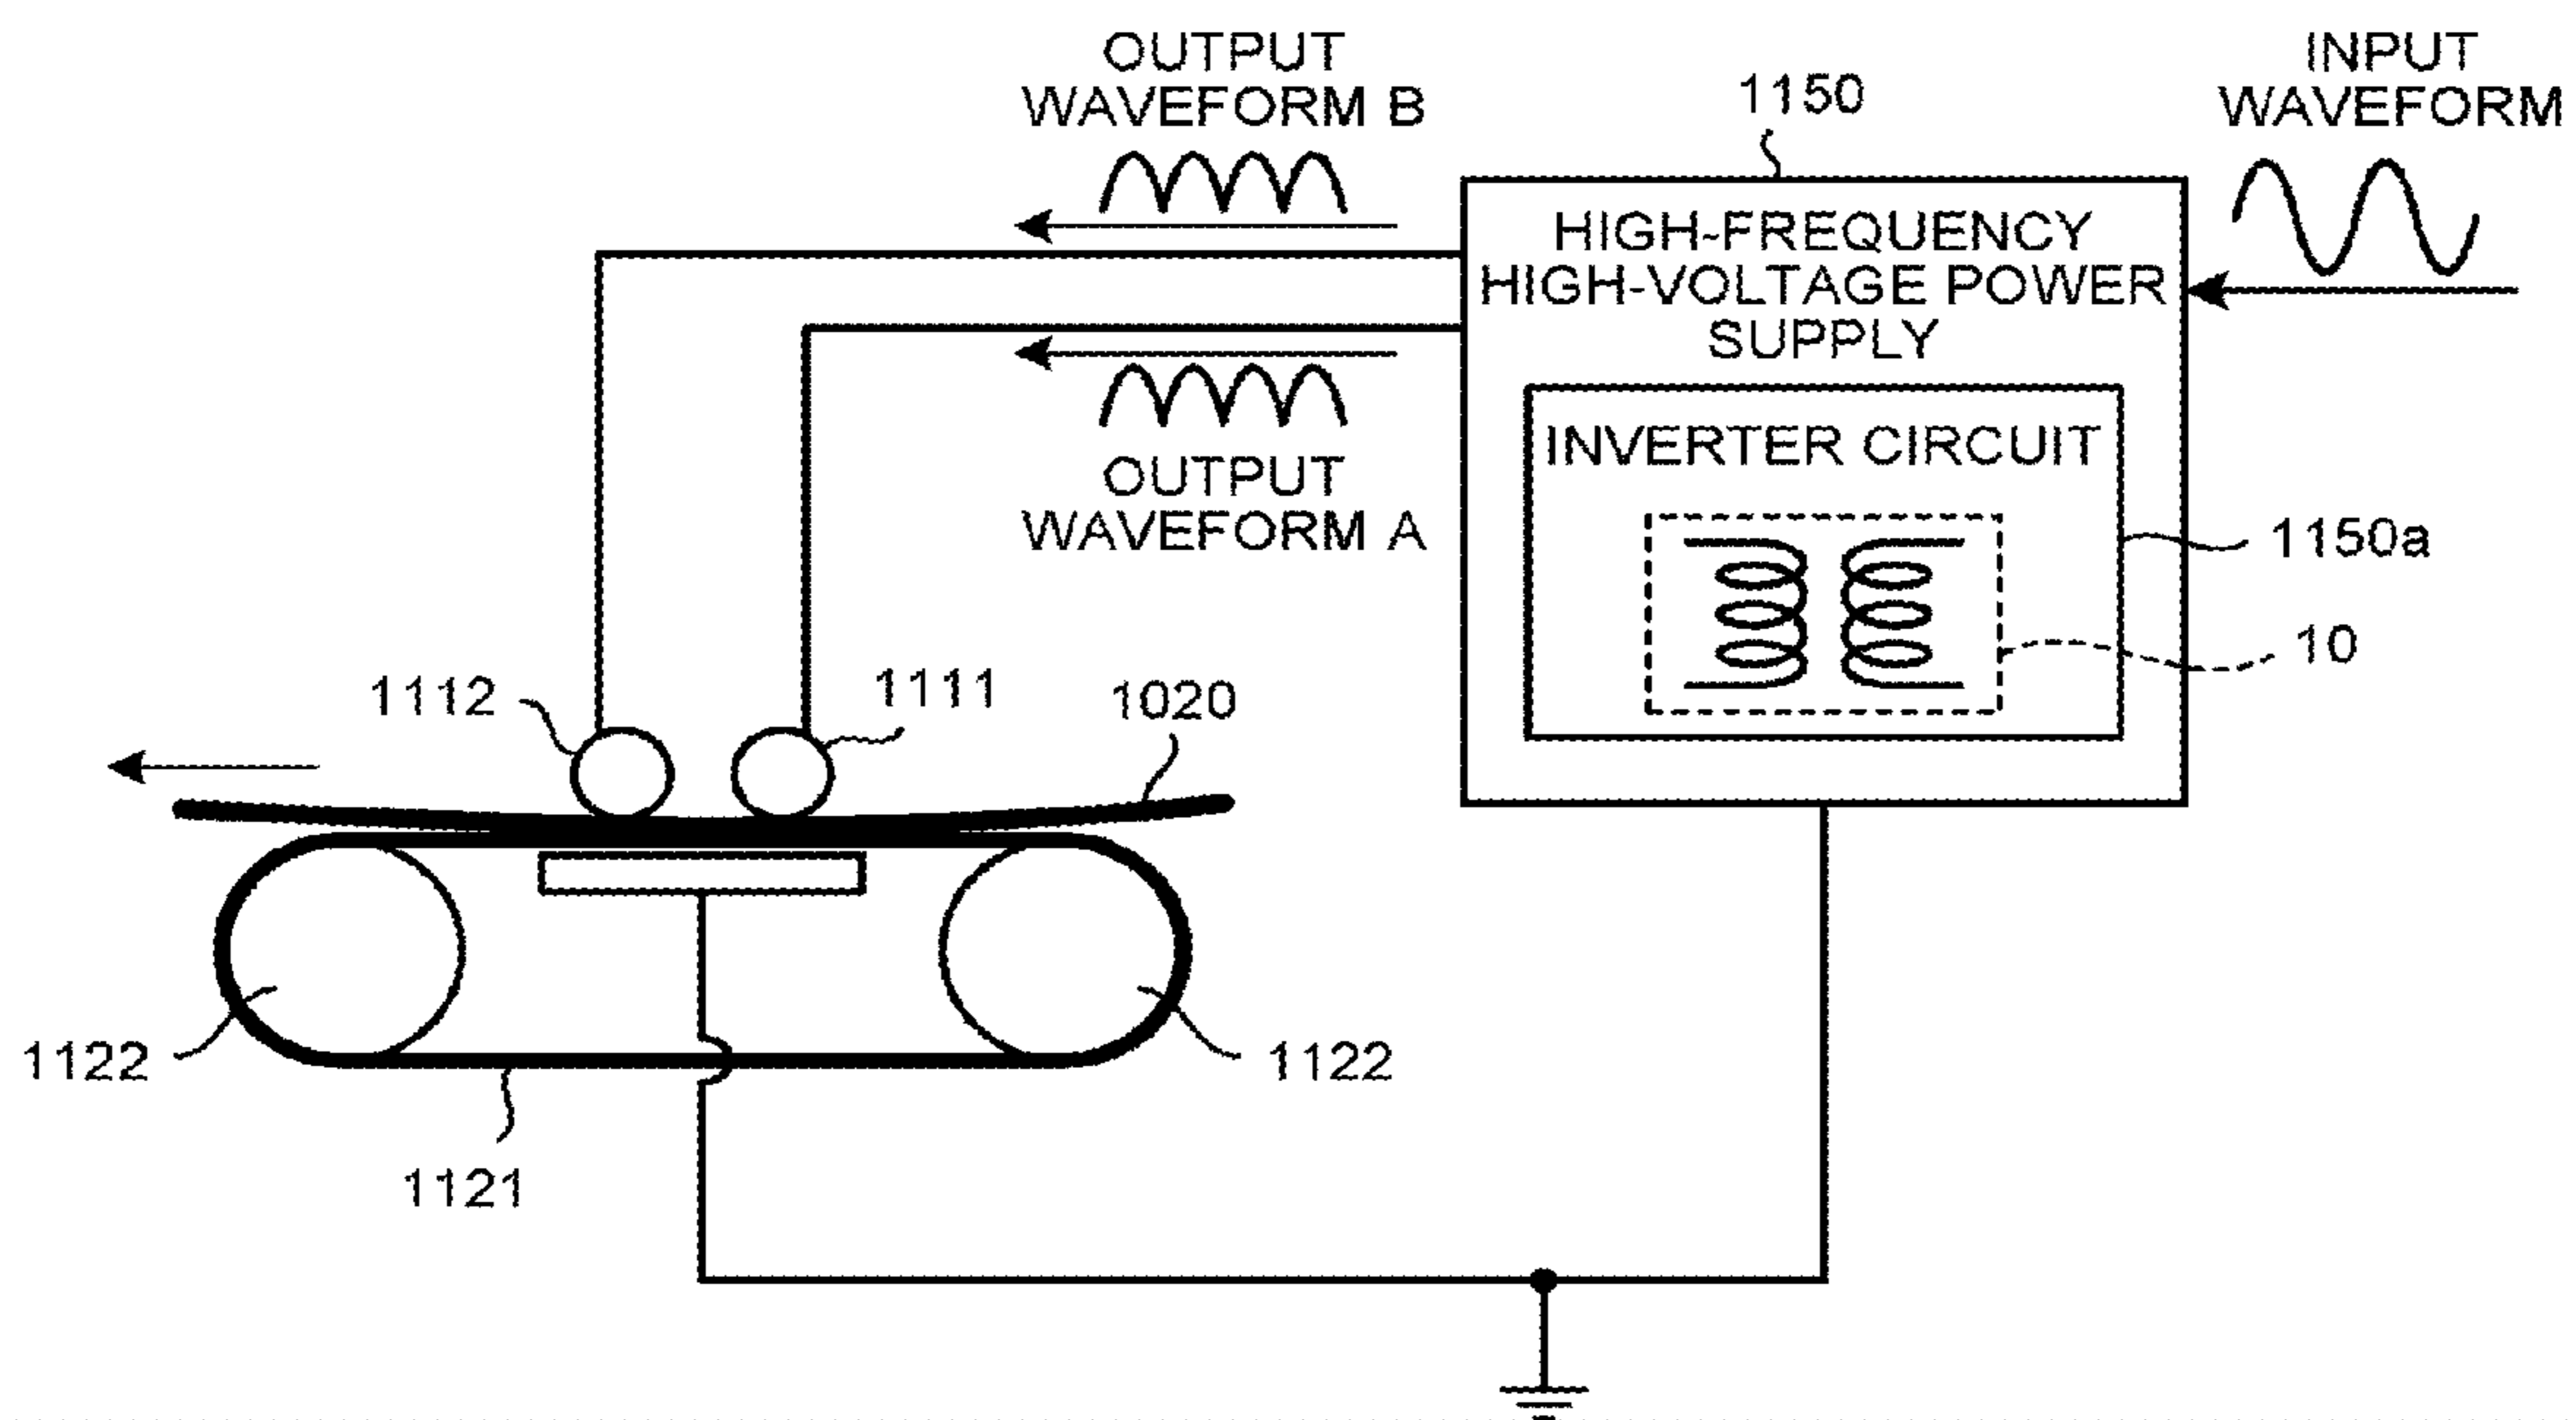 OUTPUT
WAVEFORM B
1150
INPUT
WAVEFORM
HIGH-FREQUENCY
HIGH-VOLTAGE POWER
SUPPLY
OUTPUT
WAVEFORM A
INVERTER CIRCUIT
1150a
10
1112
1111
1020
1122
1122
1121